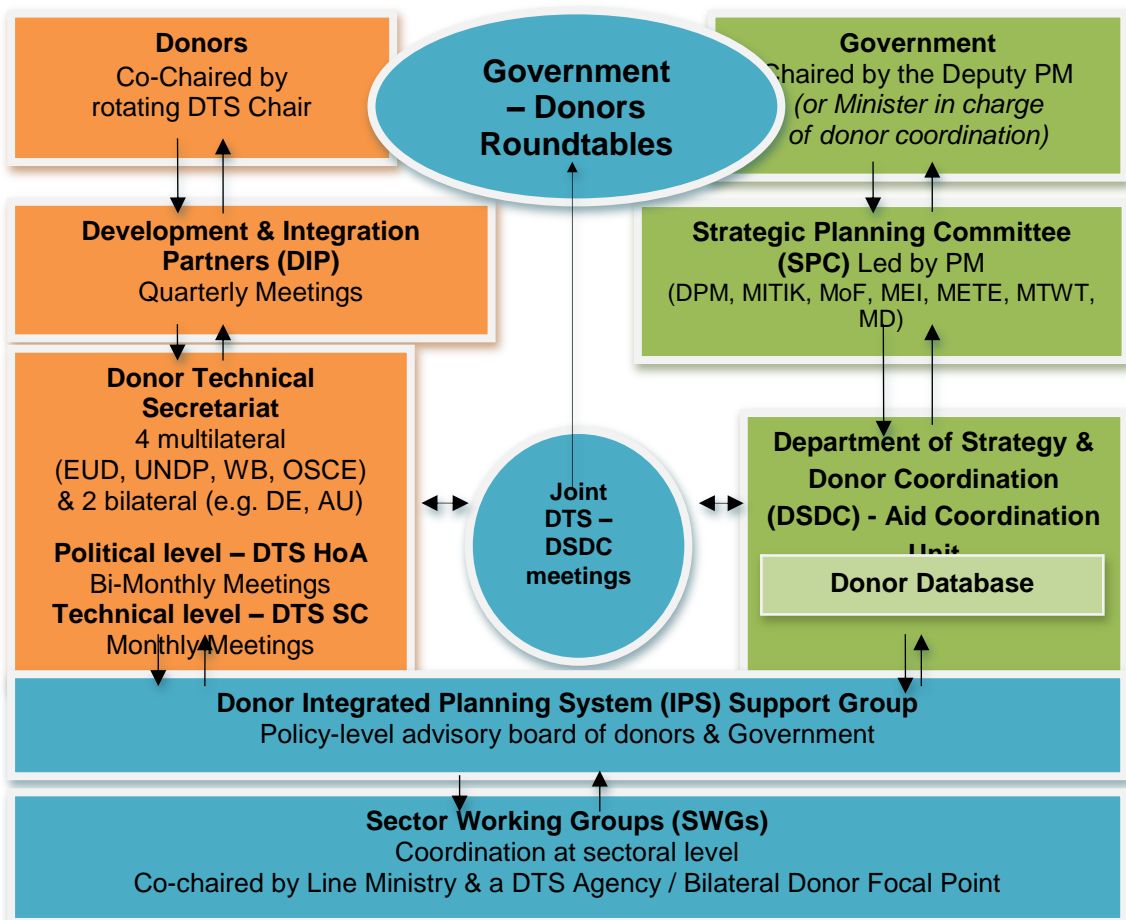 Donors
Co-Chaired by
rotating DTS Chair
Government
– Donors
Roundtables
Government
Chaired by the Deputy PM
(or Minister in charge
of donor coordination)
Development & Integration
Partners (DIP)
Quarterly Meetings
Strategic Planning Committee
(SPC) Led by PM
(DPM, MITIK, MoF, MEI, METE, MTWT,
MD)
Donor Technical
Secretariat
4 multilateral
(EUD, UNDP, WB, OSCE)
& 2 bilateral (e.g. DE, AU)
Political level – DTS HoA
Bi-Monthly Meetings
Technical level – DTS SC
Monthly Meetings
Joint
DTS –
DSDC
meetings
Department of Strategy &
Donor Coordination
(DSDC) - Aid Coordination
Unit
Donor Database
Donor Integrated Planning System (IPS) Support Group
Policy-level advisory board of donors & Government
Sector Working Groups (SWGs)
Coordination at sectoral level
Co-chaired by Line Ministry & a DTS Agency / Bilateral Donor Focal Point